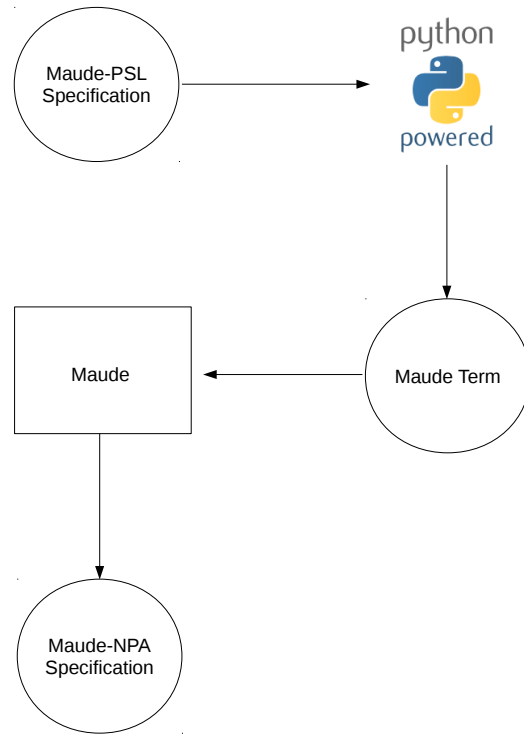 Maude-PSL
Specification
python
powered
Maude
Maude Term
Maude-NPA
Specification